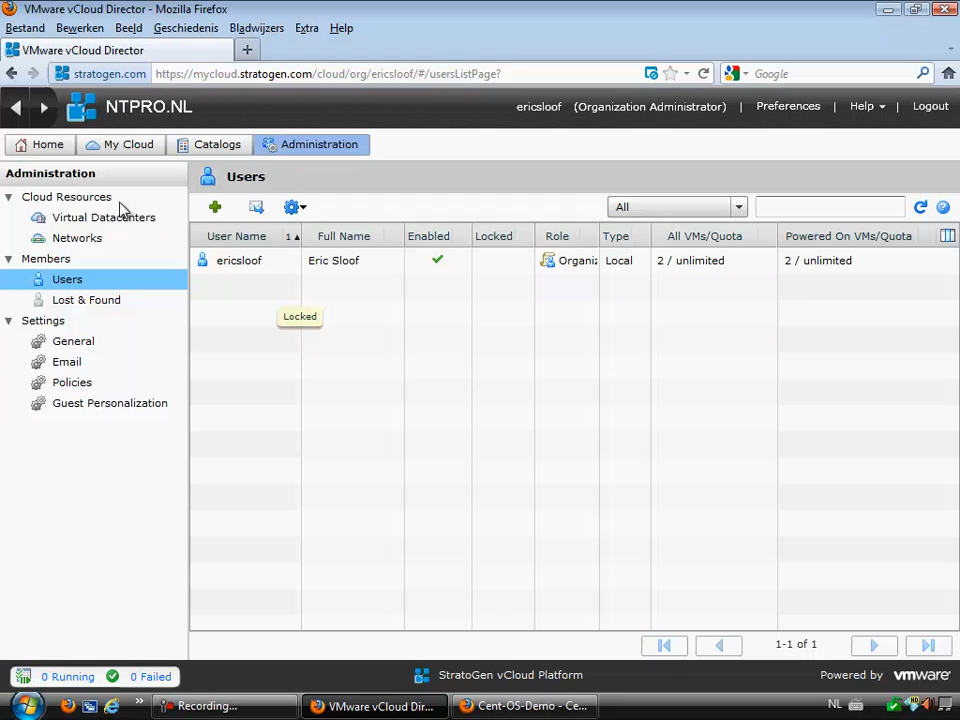 VMware vCloud Director - Mozilla Firefox
Bestand Bewerken Beeld Geschiedenis Bladwijzers Extra Help
VMware vCloud Director
stratogen.com https://mycloud.stratogen.com/cloud/org/ericsloof/#/usersListPage? Google
NTPRO.NL ericsloof (Organization Administrator) | Preferences | Help | Logout
Home My Cloud Catalogs Administration
Administration
Cloud Resources
Virtual Datacenters
Networks
Members
Users
Lost & Found
Settings
General
Email
Policies
Guest Personalization
Users
All
User Name 1 Full Name Enabled Locked Role Type All VMs/Quota Powered On VMs/Quota
ericsloof Eric Sloof Organiz Local 2 / unlimited 2 / unlimited
Locked
1-1 of 1
0 Running 0 Failed StratoGen vCloud Platform Powered by vmware
Recording... VMware vCloud Dir... Cent-OS-Demo - Ce... NL